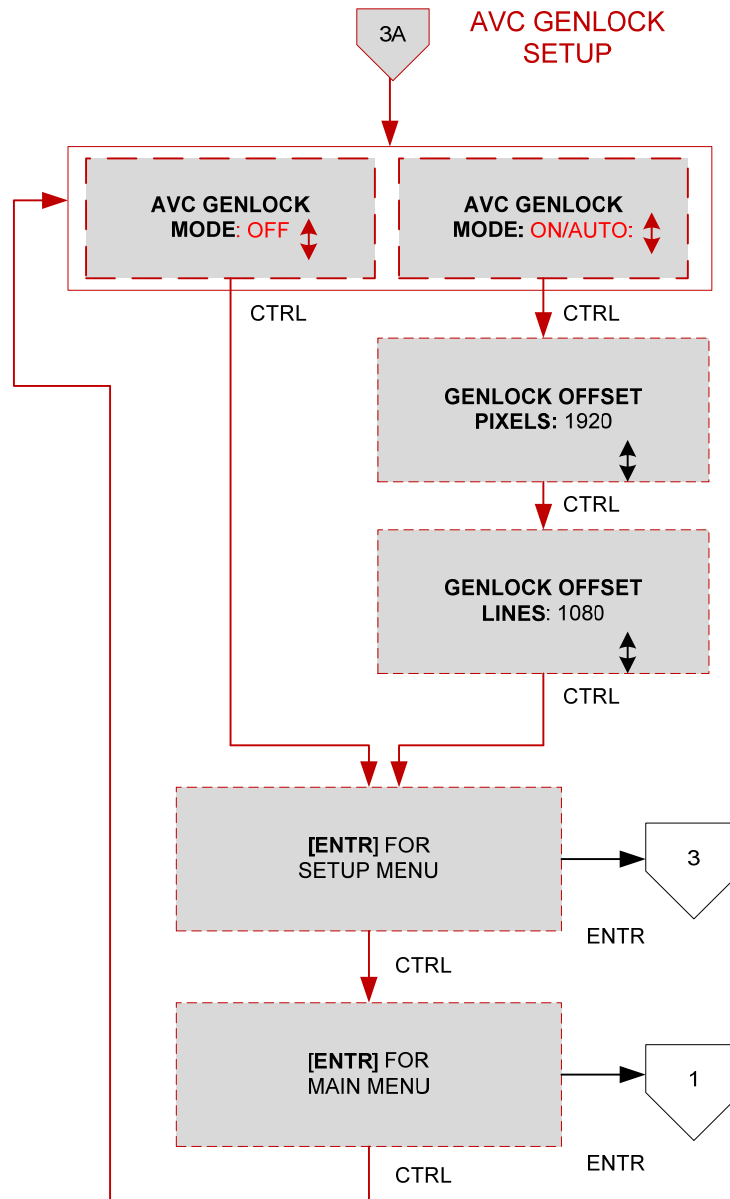 3A
AVC GENLOCK
SETUP
AVC GENLOCK
MODE: OFF
AVC GENLOCK
MODE: ON/AUTO:
CTRL
CTRL
GENLOCK OFFSET
PIXELS: 1920
CTRL
GENLOCK OFFSET
LINES: 1080
CTRL
[ENTR] FOR
SETUP MENU
3
ENTR
CTRL
[ENTR] FOR
MAIN MENU
1
ENTR
CTRL